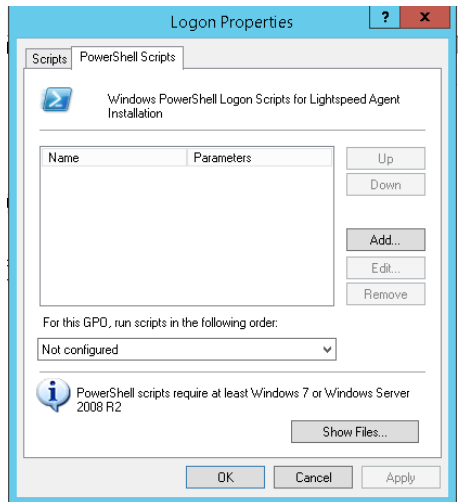 Logon Properties
?
x
Scripts
PowerShell Scripts
Windows PowerShell Logon Scripts for Lightspeed Agent
Installation
Name
Parameters
Up
Down
Add...
Edit...
Remove
For this GPO, run scripts in the following order:
Not configured
PowerShell scripts require at least Windows 7 or Windows Server
2008 R2
Show Files...
OK
Cancel
Apply